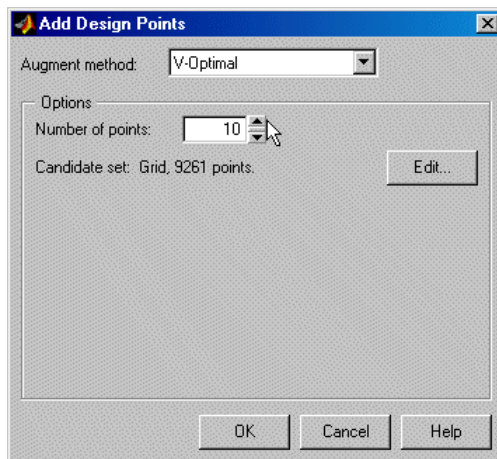 Add Design Points
Augment method: V-Optimal
Options
Number of points: 10
Candidate set: Grid, 9261 points.
Edit...
OK Cancel Help